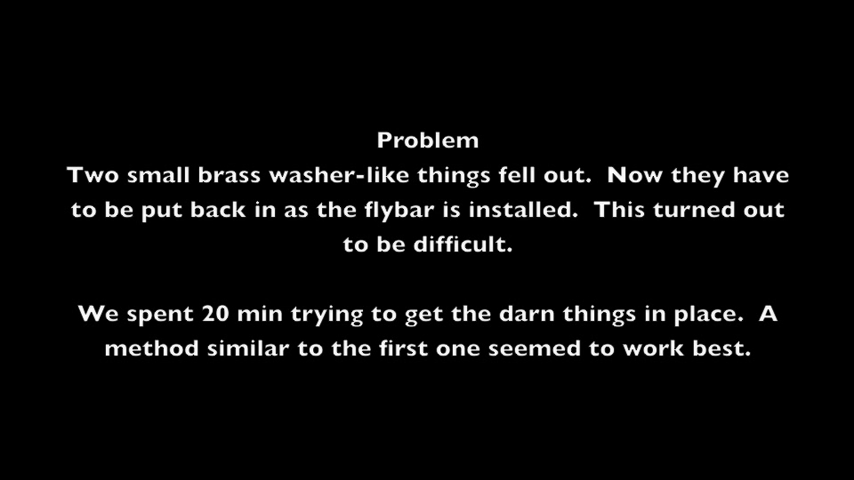 Problem
Two small brass washer-like things fell out.  Now they have
to be put back in as the flybar is installed.  This turned out
to be difficult.
We spent 20 min trying to get the darn things in place.  A
method similar to the first one seemed to work best.